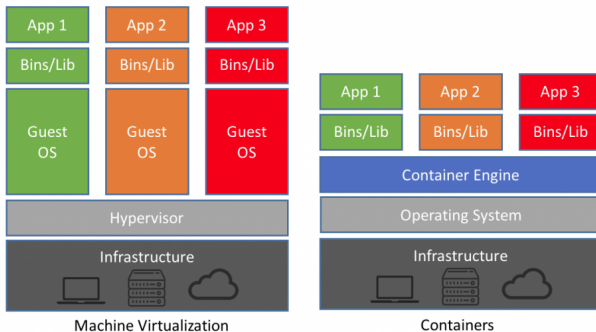 App 1
App 2
App 3
Bins/Lib
Bins/Lib
Bins/Lib
Guest
OS
Guest
OS
Guest
OS
Hypervisor
Infrastructure
Machine Virtualization
App 1
App 2
App 3
Bins/Lib
Bins/Lib
Bins/Lib
Container Engine
Operating System
Infrastructure
Containers